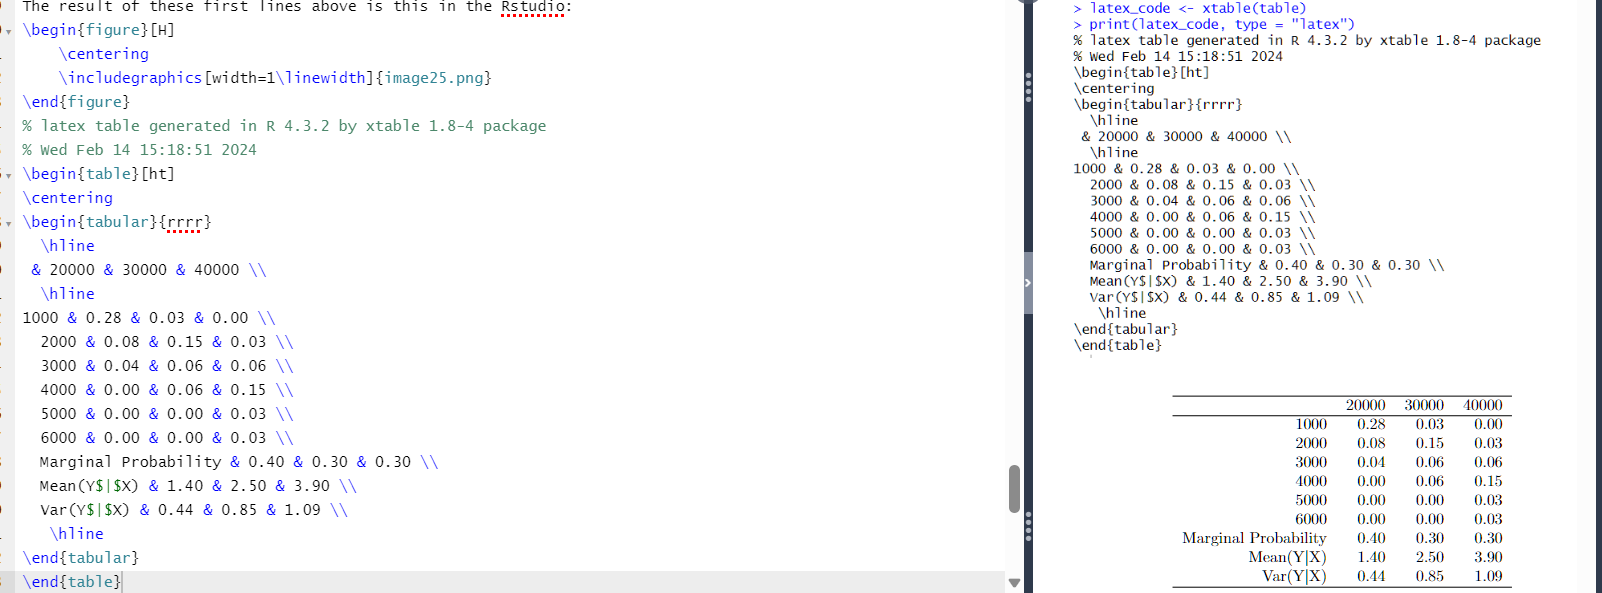 The result of these first lines above is this in the Rstudio:
\begin{figure}[H]
\centering
\includegraphics[width=1\linewidth]{image25.png}
\end{figure}
% latex table generated in R 4.3.2 by xtable 1.8-4 package
% Wed Feb 14 15:18:51 2024
\begin{table}[ht]
\centering
\begin{tabular}{rrrr}
\hline
& 20000 & 30000 & 40000 \\
\hline
1000 & 0.28 & 0.03 & 0.00 \\
2000 & 0.08 & 0.15 & 0.03 \\
3000 & 0.04 & 0.06 & 0.06 \\
4000 & 0.00 & 0.06 & 0.15 \\
5000 & 0.00 & 0.00 & 0.03 \\
6000 & 0.00 & 0.00 & 0.03 \\
Marginal Probability & 0.40 & 0.30 & 0.30 \\
Mean(Y$|$X) & 1.40 & 2.50 & 3.90 \\
Var(Y$|$X) & 0.44 & 0.85 & 1.09 \\
\hline
\end{tabular}
\end{table}
> latex_code <- xtable(table)
> print(latex_code, type = "latex")
% latex table generated in R 4.3.2 by xtable 1.8-4 package
% Wed Feb 14 15:18:51 2024
\begin{table}[ht]
\centering
\begin{tabular}{rrrr}
\hline
& 20000 & 30000 & 40000 \\
\hline
1000 & 0.28 & 0.03 & 0.00 \\
2000 & 0.08 & 0.15 & 0.03 \\
3000 & 0.04 & 0.06 & 0.06 \\
4000 & 0.00 & 0.06 & 0.15 \\
5000 & 0.00 & 0.00 & 0.03 \\
6000 & 0.00 & 0.00 & 0.03 \\
Marginal Probability & 0.40 & 0.30 & 0.30 \\
Mean(Y$|$X) & 1.40 & 2.50 & 3.90 \\
Var(Y$|$X) & 0.44 & 0.85 & 1.09 \\
\hline
\end{tabular}
\end{table}
20000 30000 40000
1000 0.28 0.03 0.00
2000 0.08 0.15 0.03
3000 0.04 0.06 0.06
4000 0.00 0.06 0.15
5000 0.00 0.00 0.03
6000 0.00 0.00 0.03
Marginal Probability 0.40 0.30 0.30
Mean(Y|X) 1.40 2.50 3.90
Var(Y|X) 0.44 0.85 1.09